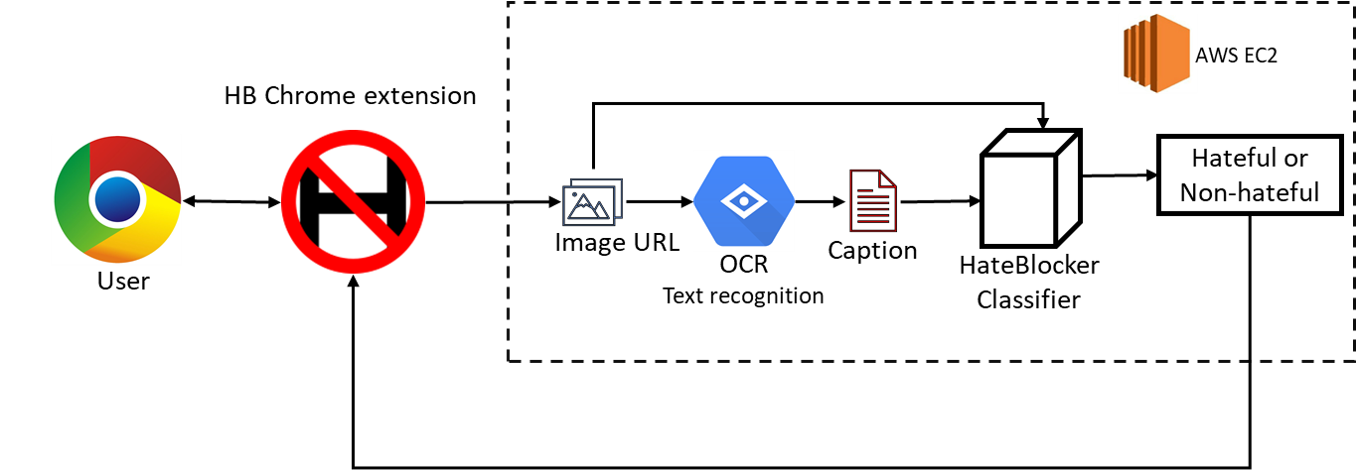 AWS EC2
HB Chrome extension
Hateful or
Non-hateful
Image URL
Caption
OCR
Text recognition
HateBlocker
Classifier
User